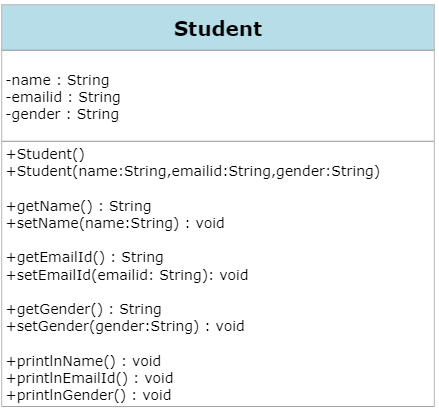 Student
-name : String
-emailid : String
-gender : String
+Student()
+Student(name:String,emailid:String,gender:String)
+getName() : String
+setName(name:String) : void
+getEmailId() : String
+setEmailId(emailid: String): void
+getGender() : String
+setGender(gender:String) : void
+printlnName() : void
+printlnEmailId() : void
+printlnGender() : void